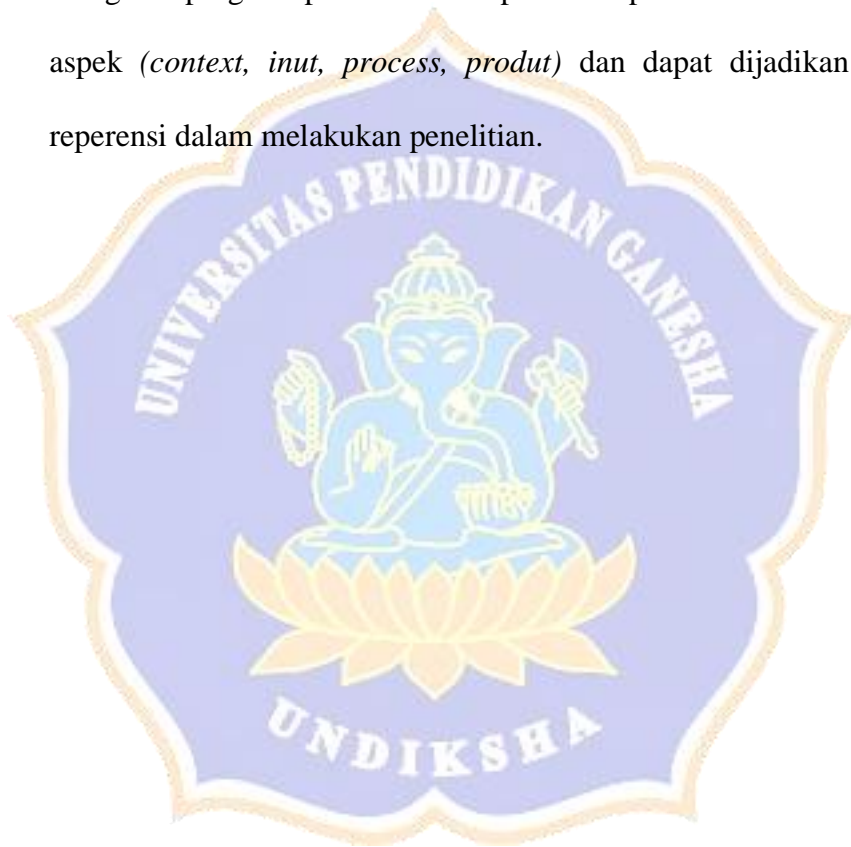 aspek (context, inut, process, produt) dan dapat dijadikan
reperensi dalam melakukan penelitian.
UNIVERSITAS PENDIDIKAN GANESHA
UNDIKSHA